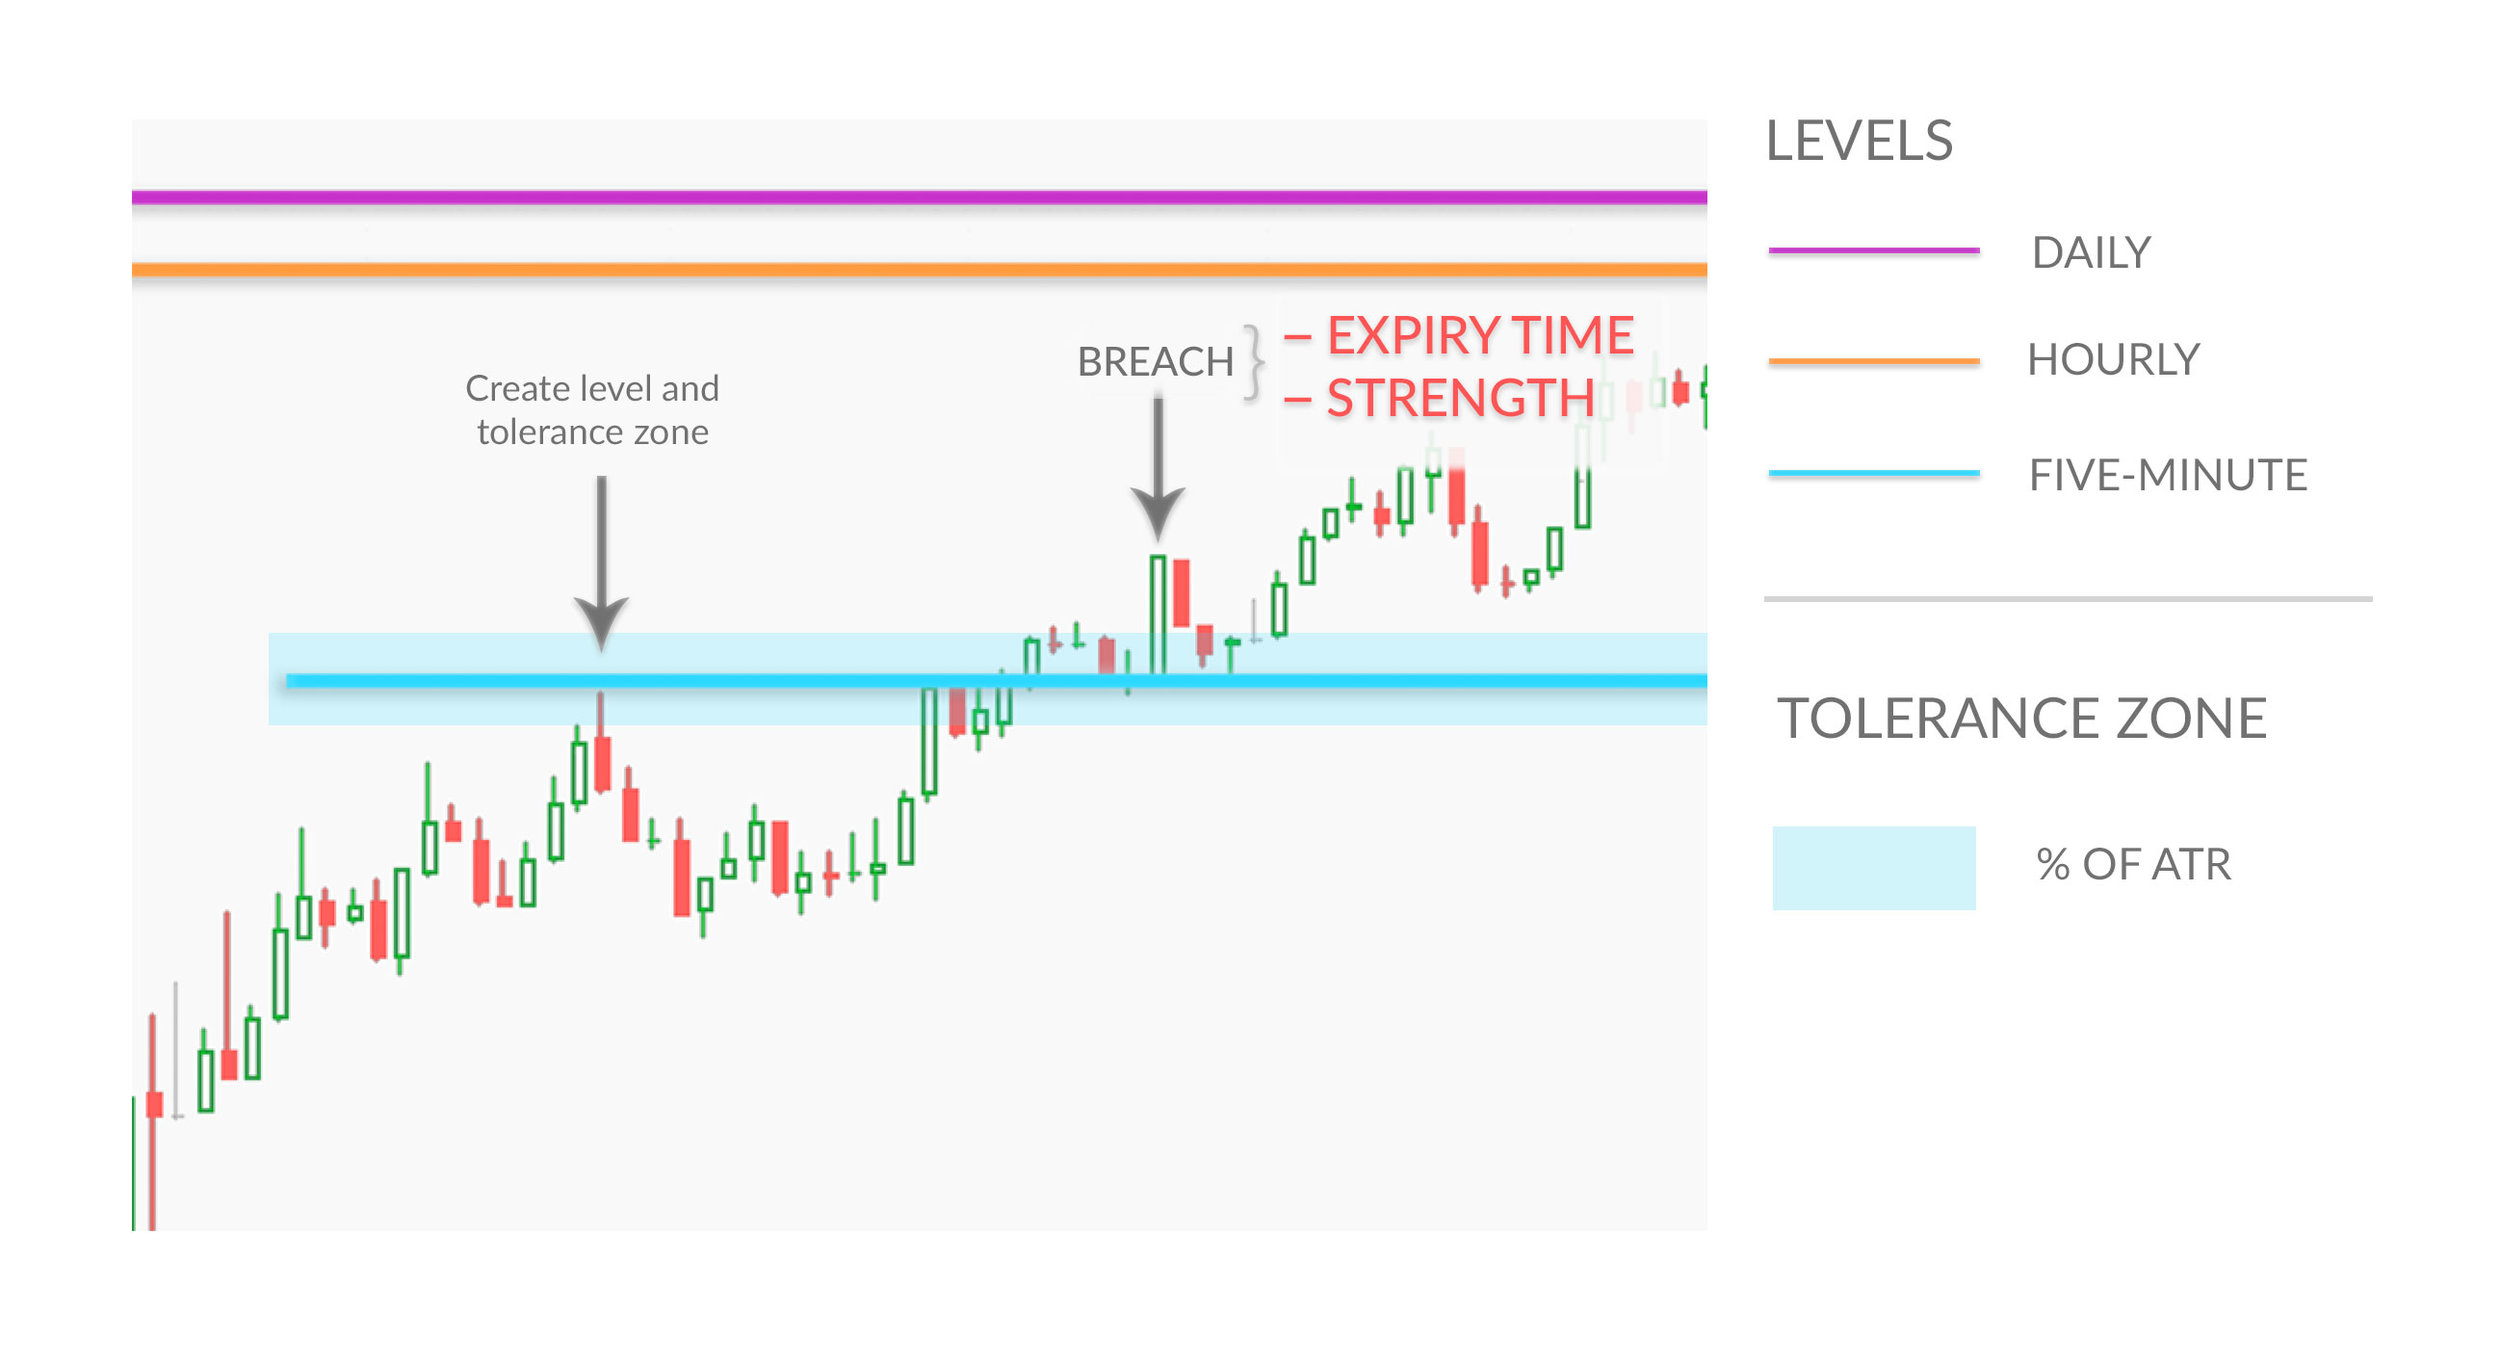 LEVELS
DAILY
HOURLY
FIVE-MINUTE
– EXPIRY TIME
BREACH }
– STRENGTH
Create level and
tolerance zone
TOLERANCE ZONE
% OF ATR